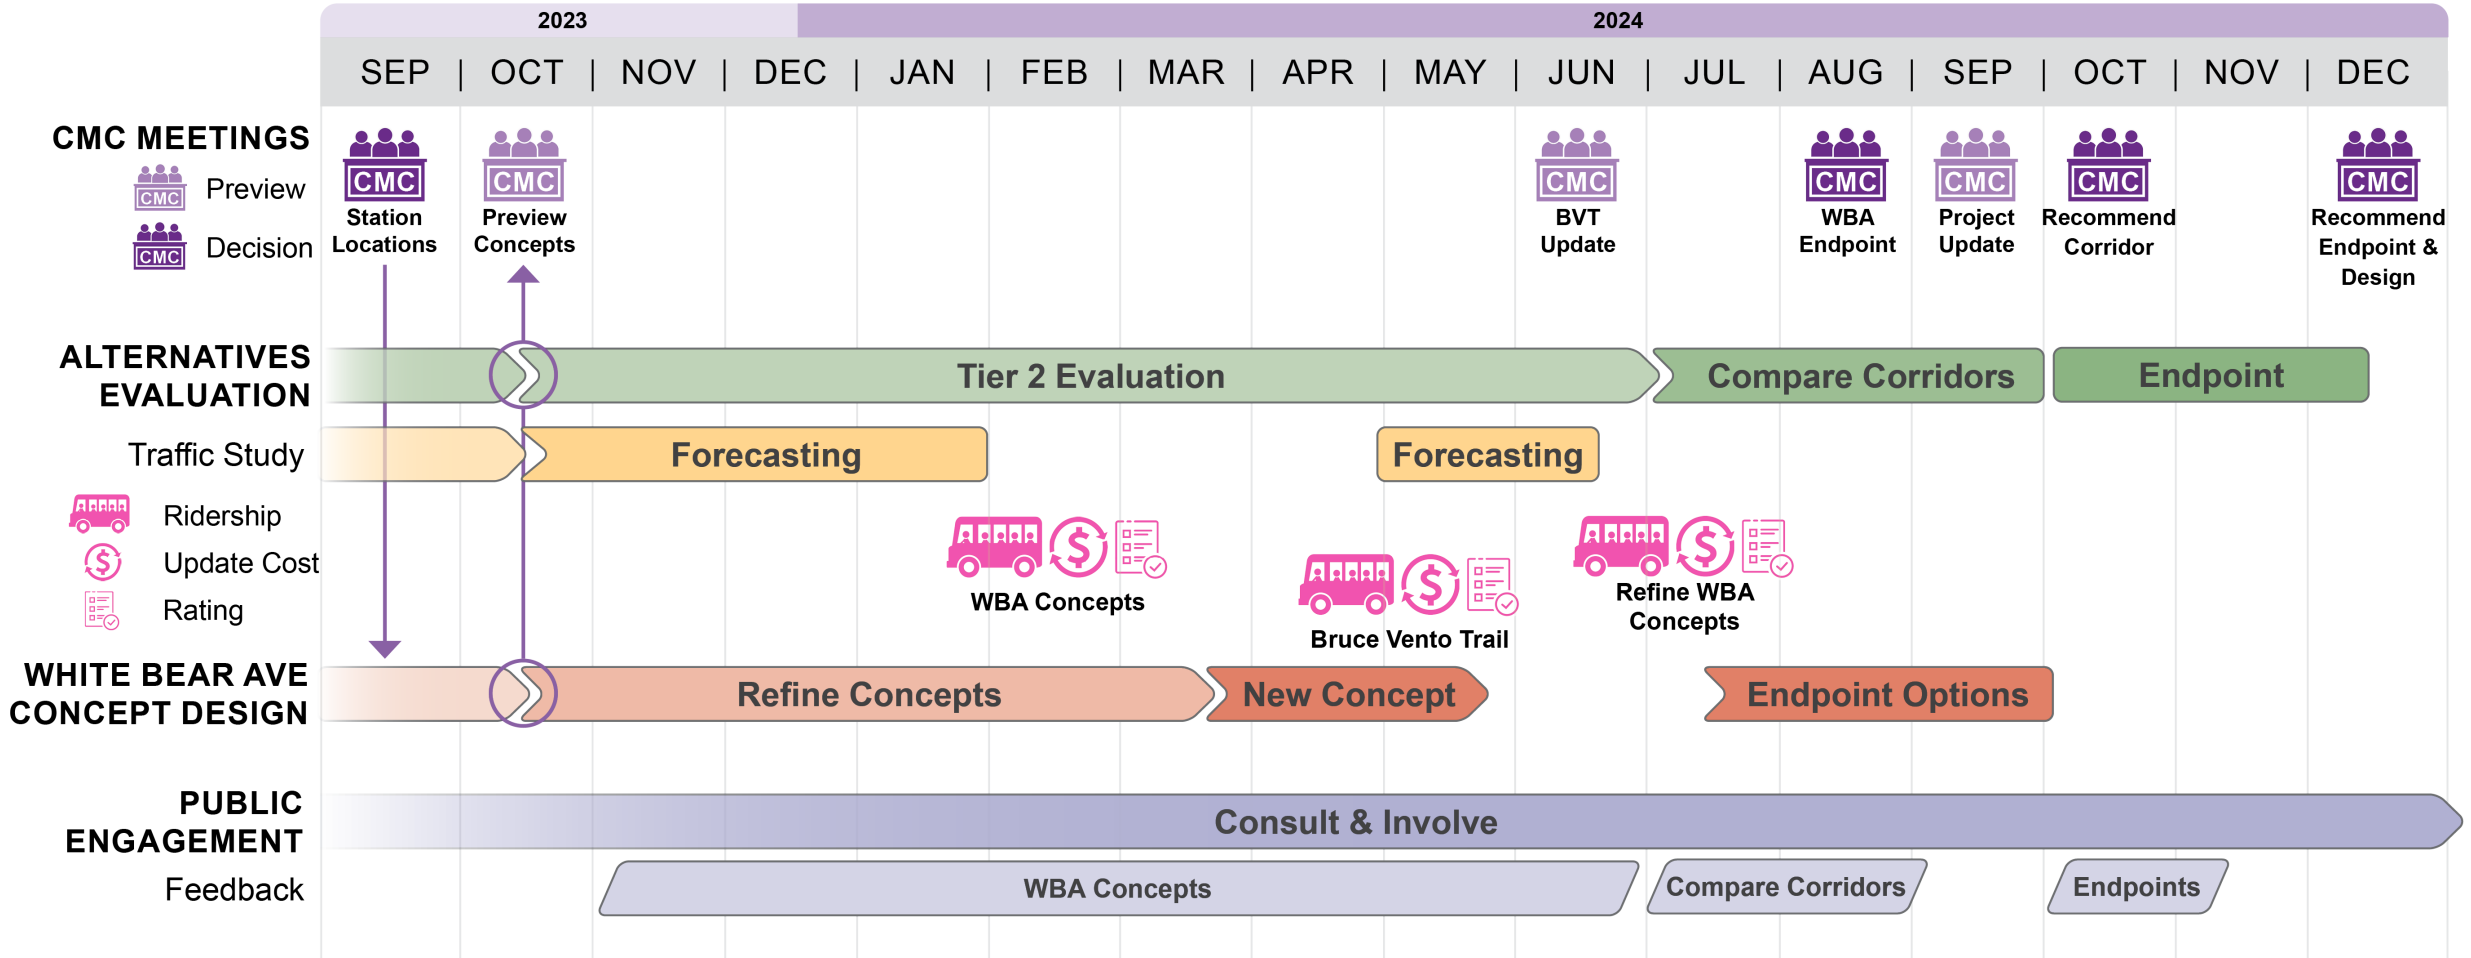 2023 2024
SEP | OCT | NOV | DEC | JAN | FEB | MAR | APR | MAY | JUN | JUL | AUG | SEP | OCT | NOV | DEC
CMC MEETINGS
CMC Preview
CMC Decision
CMC
Station
Locations
CMC
Preview
Concepts
CMC
BVT
Update
CMC
WBA
Endpoint
CMC
Project
Update
CMC
Recommend
Corridor
CMC
Recommend
Endpoint &
Design
ALTERNATIVES
EVALUATION
Tier 2 Evaluation
Compare Corridors
Endpoint
Traffic Study
Forecasting
Forecasting
Ridership
$ Update Cost
Rating
$
WBA Concepts
$
Bruce Vento Trail
$
Refine WBA
Concepts
WHITE BEAR AVE
CONCEPT DESIGN
Refine Concepts
New Concept
Endpoint Options
PUBLIC
ENGAGEMENT
Consult & Involve
Feedback
WBA Concepts
Compare Corridors
Endpoints